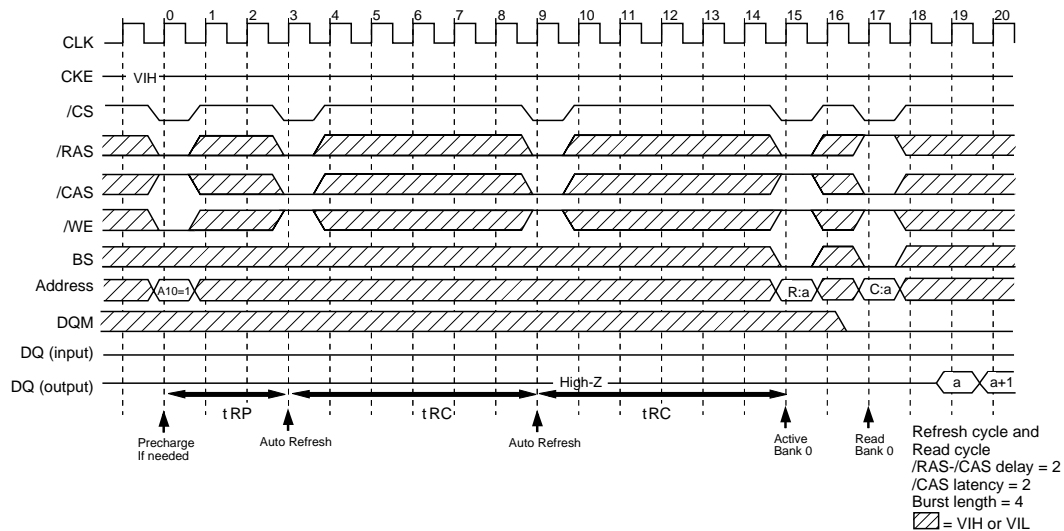 0 1 2 3 4 5 6 7 8 9 10 11 12 13 14 15 16 17 18 19 20
CLK
CKE VIH
/CS
/RAS
/CAS
/WE
BS
Address A10=1 R:a C:a
DQM
DQ (input)
DQ (output) High-Z a a+1
tRP tRC tRC
Precharge
If needed
Auto Refresh
Auto Refresh
Active
Bank 0
Read
Bank 0
Refresh cycle and
Read cycle
/RAS-/CAS delay = 2
/CAS latency = 2
Burst length = 4
= VIH or VIL